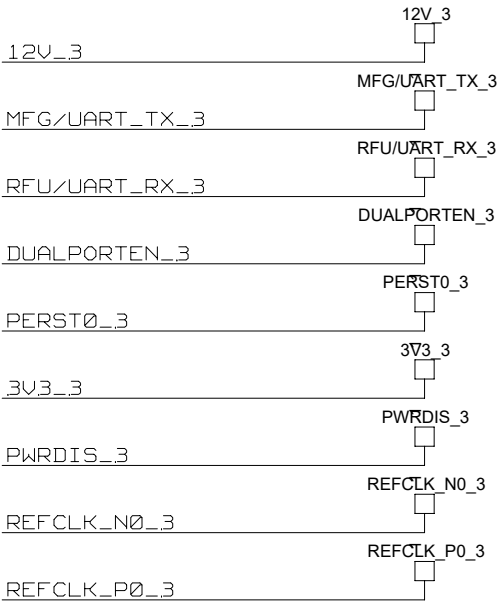 12V_3
12V_3
MFG/UART_TX_3
MFG/UART_TX_3
RFU/UART_RX_3
RFU/UART_RX_3
DUALPORTEN_3
DUALPORTEN_3
PERST0_3
PERST0_3
3V3_3
3V3_3
PWRDIS_3
PWRDIS_3
REFCLK_N0_3
REFCLK_N0_3
REFCLK_P0_3
REFCLK_P0_3